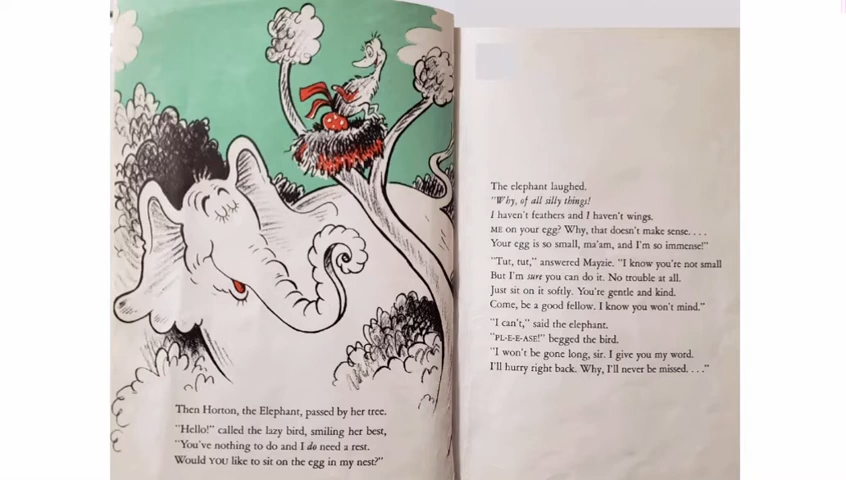 Then Horton, the Elephant, passed by her tree.
"Hello!" called the lazy bird, smiling her best,
"You've nothing to do and I do need a rest.
Would YOU like to sit on the egg in my nest?"
The elephant laughed.
"Why, of all silly things!
I haven't feathers and I haven't wings.
ME on your egg? Why, that doesn't make sense. . . .
Your egg is so small, ma'am, and I'm so immense!"
"Tut, tut," answered Mayzie. "I know you're not small
But I'm sure you can do it. No trouble at all.
Just sit on it softly. You're gentle and kind.
Come, be a good fellow. I know you won't mind."
"I can't," said the elephant.
"PL-E-E-ASE!" begged the bird.
"I won't be gone long, sir. I give you my word.
I'll hurry right back. Why, I'll never be missed. . . ."